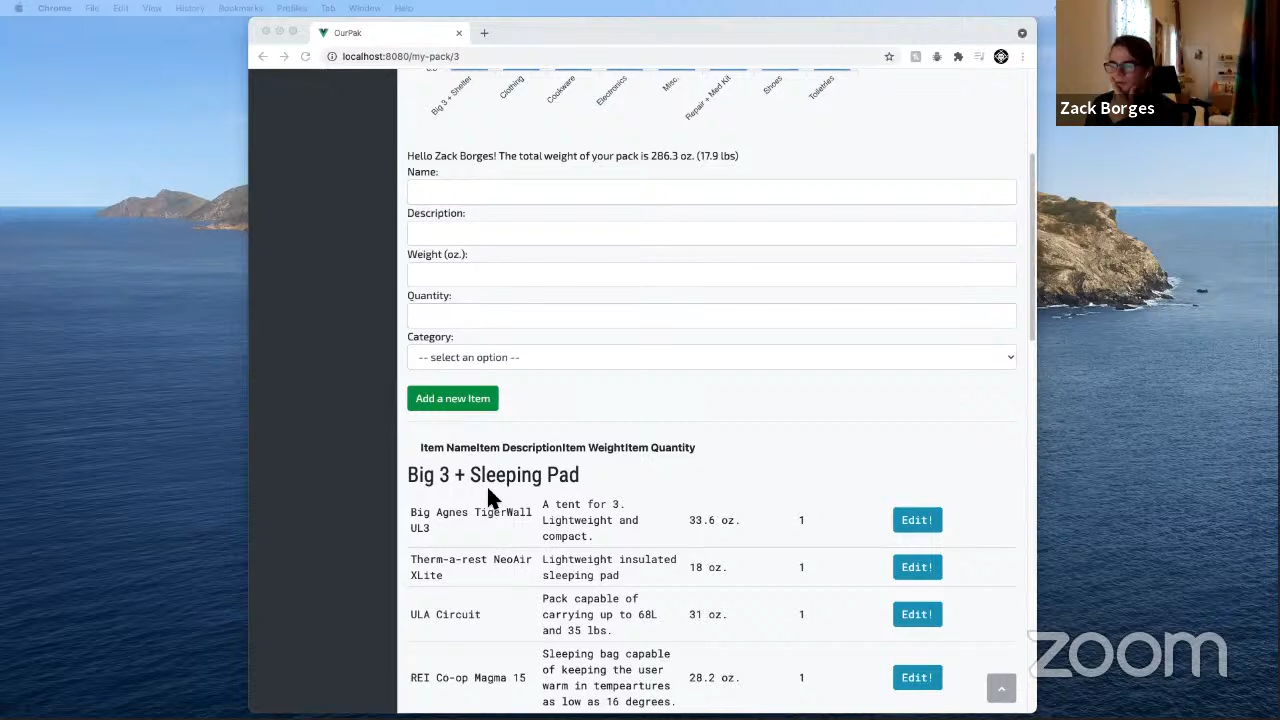 Chrome File Edit View History Bookmarks Profiles Tab Window Help
OurPak
localhost:8080/my-pack/3
Zack Borges
Big 3 + Shelter
Clothing
Cookware
Electronics
Misc.
Repair + Med Kit
Shoes
Toiletries
Hello Zack Borges! The total weight of your pack is 286.3 oz. (17.9 lbs)
Name:
Description:
Weight (oz.):
Quantity:
Category:
-- select an option --
Add a new Item
Item NameItem DescriptionItem WeightItem Quantity
Big 3 + Sleeping Pad
Big Agnes TigerWall
UL3
A tent for 3.
Lightweight and
compact.
33.6 oz.
1
Edit!
Therm-a-rest NeoAir
XLite
Lightweight insulated
sleeping pad
18 oz.
1
Edit!
ULA Circuit
Pack capable of
carrying up to 68L
and 35 lbs.
31 oz.
1
Edit!
REI Co-op Magma 15
Sleeping bag capable
of keeping the user
warm in tempeartures
as low as 16 degrees.
28.2 oz.
1
Edit!
zoom